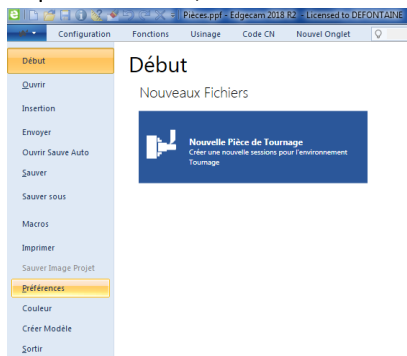 Pièces.ppf - Edgecam 2018 R2 - Licensed to DEFONTAINE
Configuration Fonctions Usinage Code CN Nouvel Onglet
Début
Ouvrir
Insertion
Envoyer
Ouvrir Sauve Auto
Sauver
Sauver sous
Macros
Imprimer
Sauver Image Projet
Préférences
Couleur
Créer Modèle
Sortir
Début
Nouveaux Fichiers
Nouvelle Pièce de Tournage
Créer une nouvelle sessions pour l'environnement
Tournage